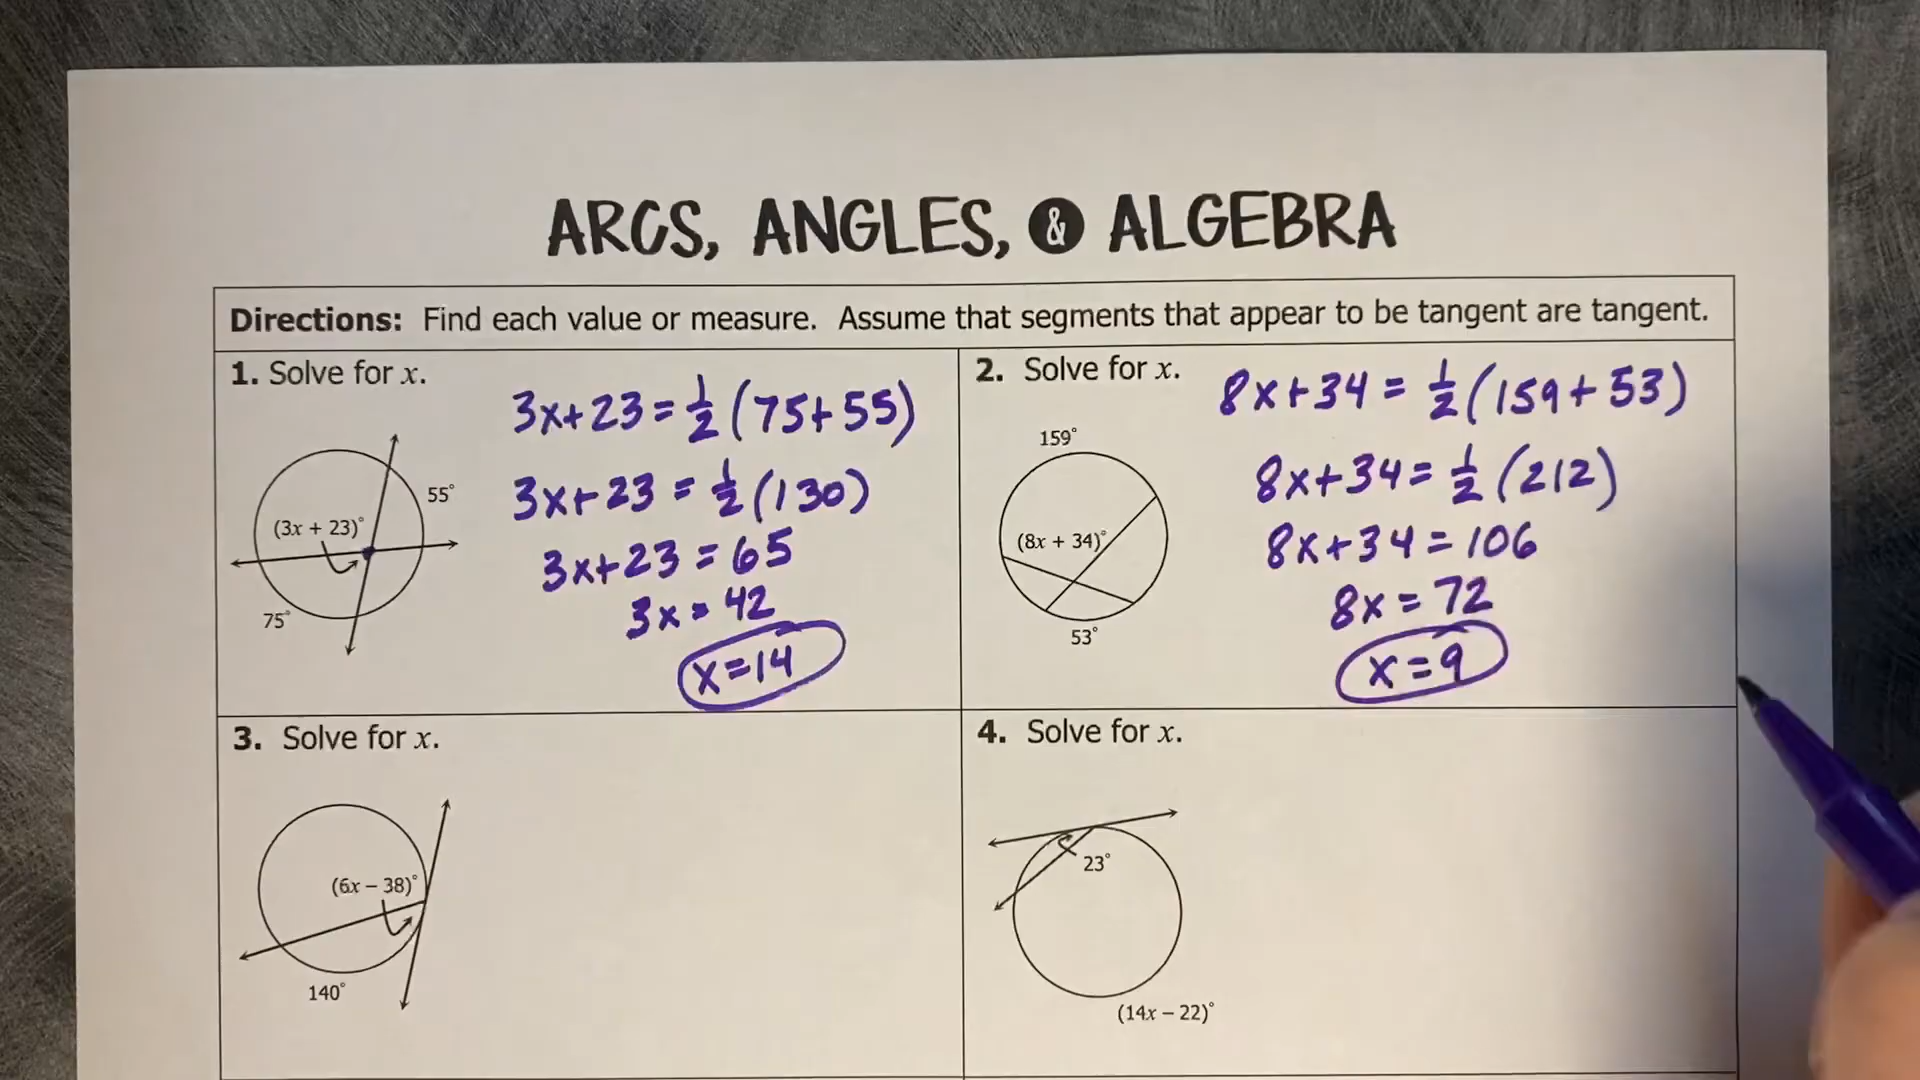 ARCS, ANGLES, & ALGEBRA
Directions: Find each value or measure. Assume that segments that appear to be tangent are tangent.
1. Solve for x.
55°
(3x + 23)°
75°
3x+23=½(75+55)
3x+23=½(130)
3x+23=65
3x=42
x=14
2. Solve for x.
159°
(8x + 34)°
53°
8x+34=½(159+53)
8x+34=½(212)
8x+34=106
8x=72
x=9
3. Solve for x.
(6x – 38)°
140°
4. Solve for x.
23°
(14x – 22)°